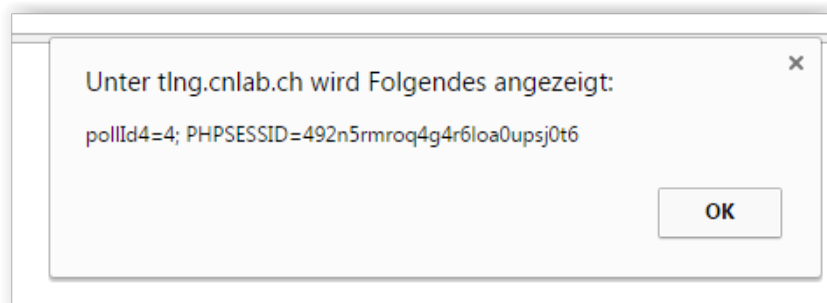 Unter tlng.cnlab.ch wird Folgendes angezeigt:
pollId4=4; PHPSESSID=492n5rmroq4g4r6loa0upsj0t6
OK